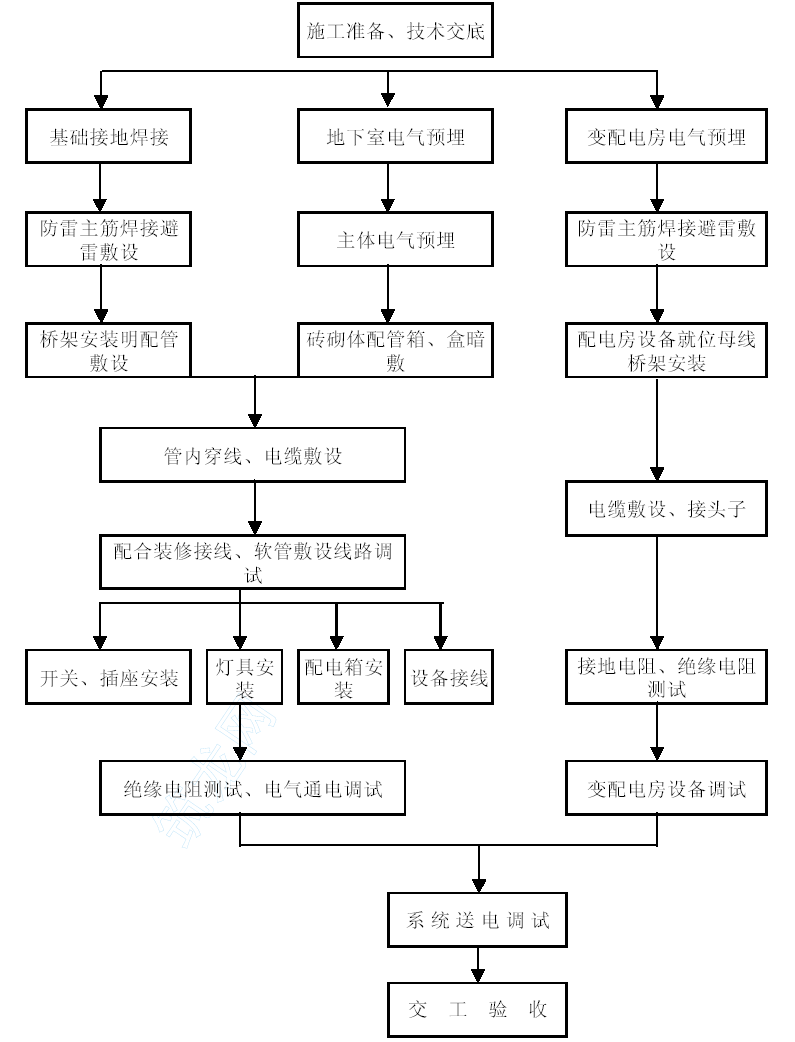 施工准备、技术交底
基础接地焊接
地下室电气预埋
变配电房电气预埋
防雷主筋焊接避
雷敷设
主体电气预埋
防雷主筋焊接避雷敷
设
桥架安装明配管
敷设
砖砌体配管箱、盒暗
敷
配电房设备就位母线
桥架安装
管内穿线、电缆敷设
电缆敷设、接头子
配合装修接线、软管敷设线路调
试
开关、插座安装
灯具安
装
配电箱安
装
设备接线
接地电阻、绝缘电阻
测试
绝缘电阻测试、电气通电调试
变配电房设备调试
系统送电调试
交工验收
筑龙网